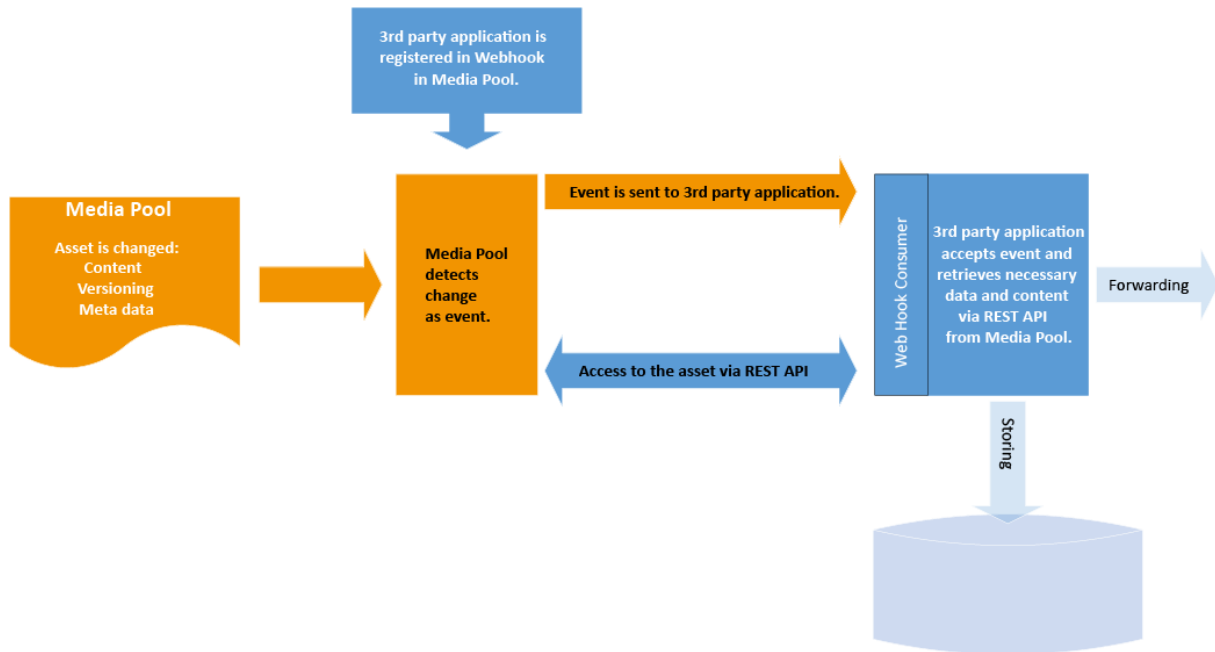 3rd party application is
registered in Webhook
in Media Pool.
Media Pool
Asset is changed:
Content
Versioning
Meta data
Media Pool
detects
change
as event.
Event is sent to 3rd party application.
Access to the asset via REST API
Web Hook Consumer
3rd party application
accepts event and
retrieves necessary
data and content
via REST API
from Media Pool.
Forwarding
Storing